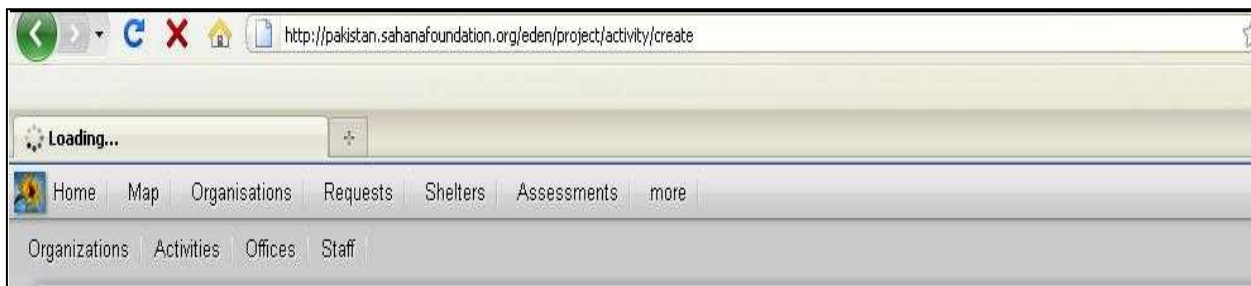 http://pakistan.sahanafoundation.org/eden/project/activity/create
Loading...
Home Map Organisations Requests Shelters Assessments more
Organizations Activities Offices Staff